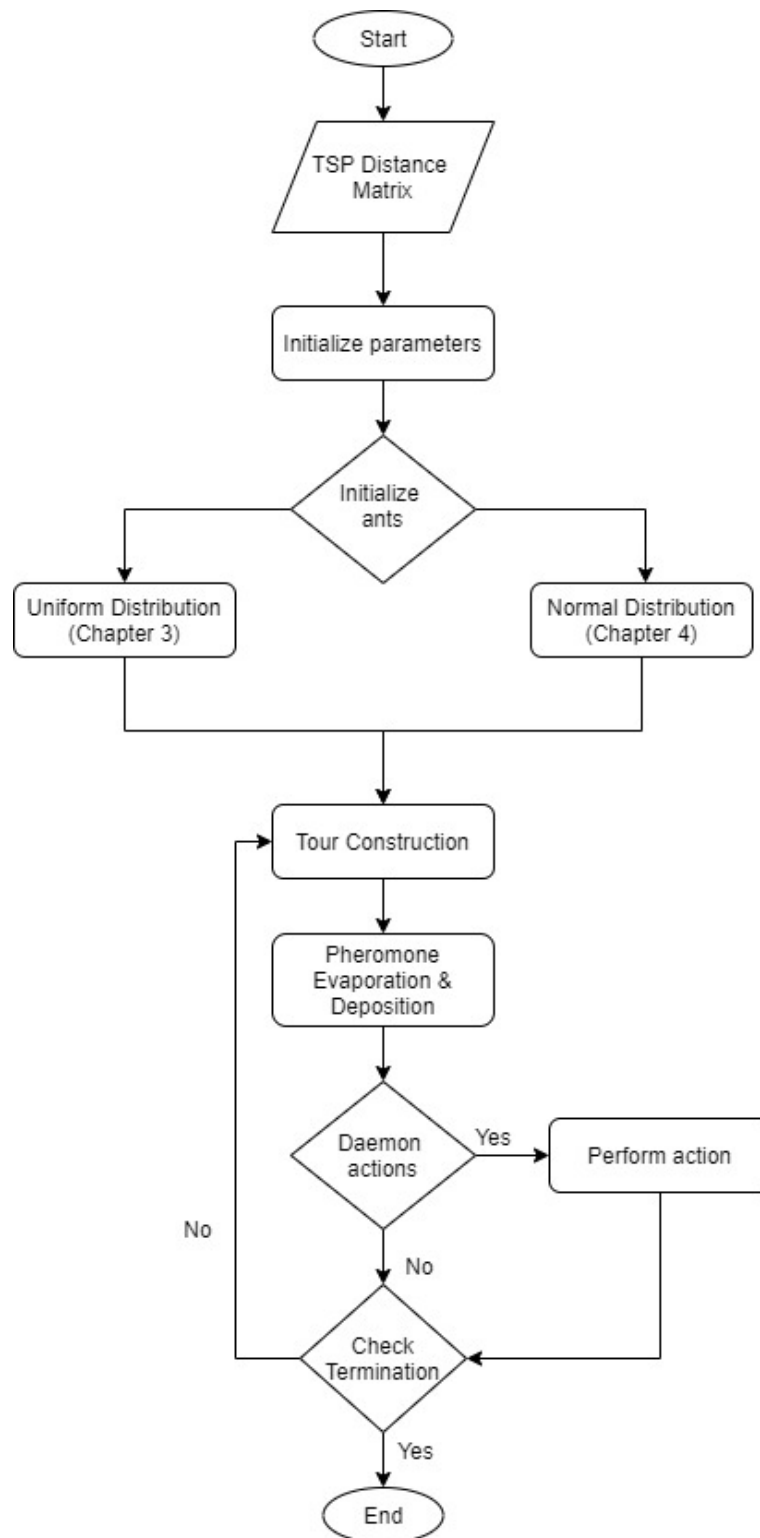 Start
TSP Distance
Matrix
Initialize parameters
Initialize
ants
Uniform Distribution
(Chapter 3)
Normal Distribution
(Chapter 4)
Tour Construction
Pheromone
Evaporation &
Deposition
Daemon
actions
Yes
Perform action
No
No
Check
Termination
Yes
End